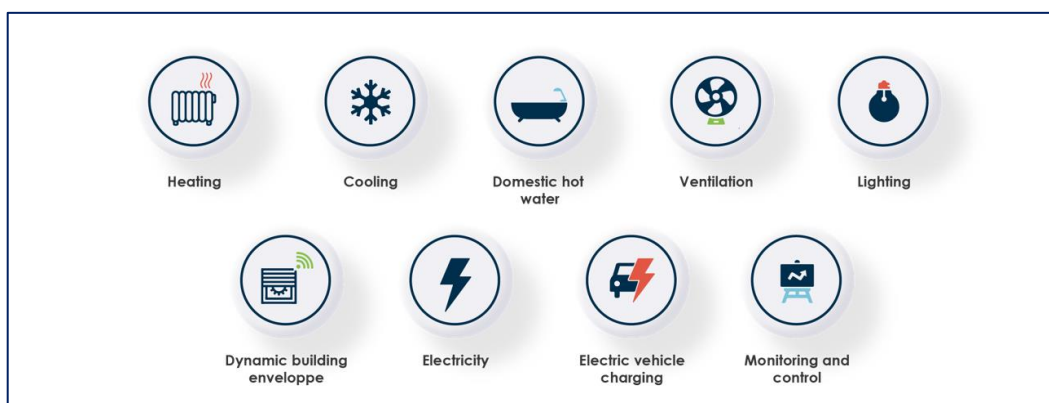 Heating
Cooling
Domestic hot
water
Ventilation
Lighting
Dynamic building
enveloppe
Electricity
Electric vehicle
charging
Monitoring and
control